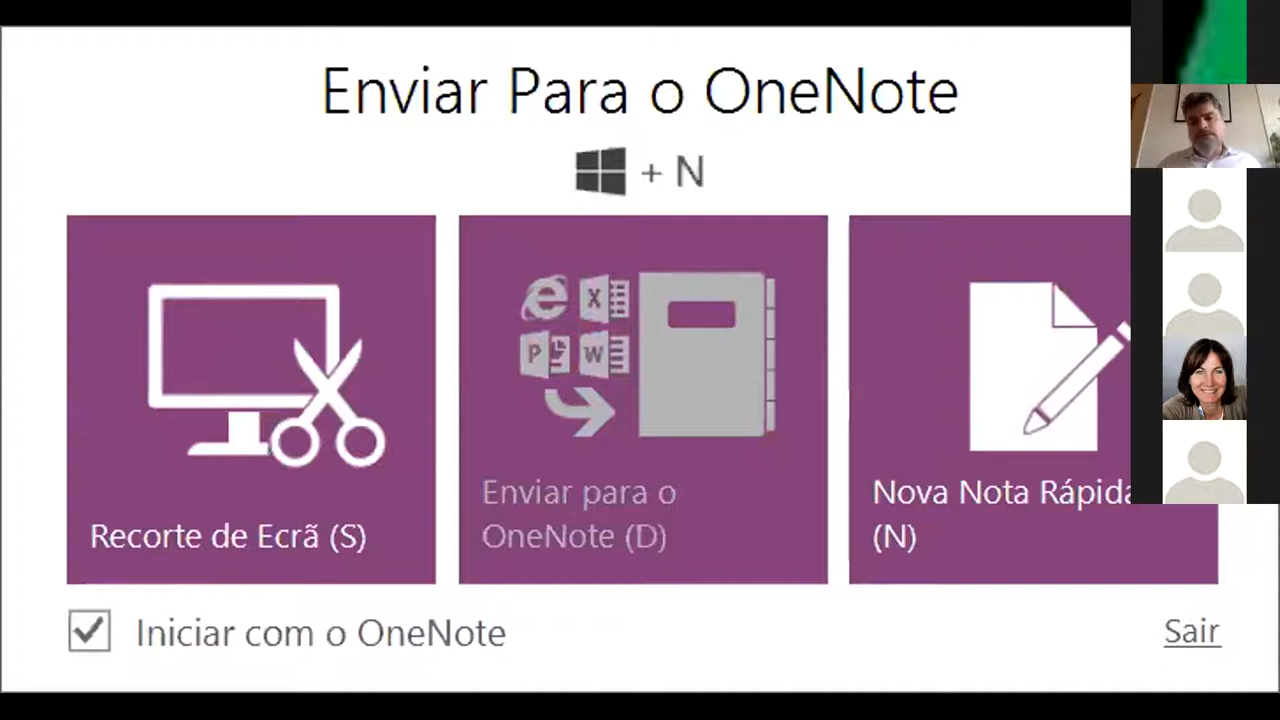 Enviar Para o OneNote
+ N
Recorte de Ecrã (S)
X
P W
Enviar para o
OneNote (D)
Nova Nota Rápida
(N)
Iniciar com o OneNote
Sair